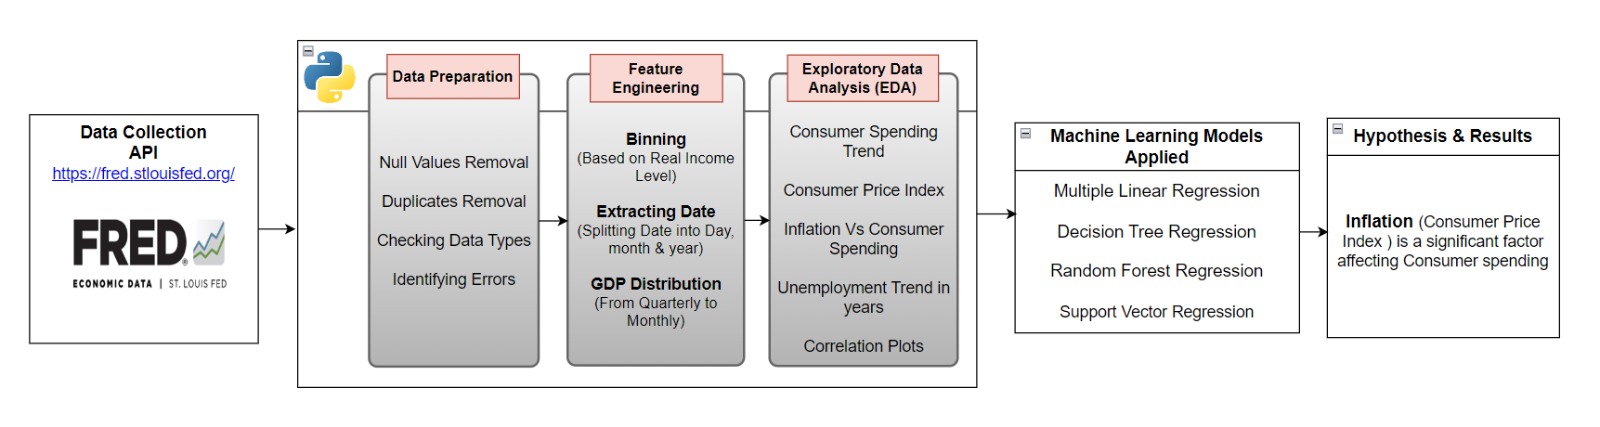 Data Collection
API
https://fred.stlouisfed.org/
FRED
ECONOMIC DATA | ST. LOUIS FED
Data Preparation
Null Values Removal
Duplicates Removal
Checking Data Types
Identifying Errors
Feature
Engineering
Binning
(Based on Real Income
Level)
Extracting Date
(Splitting Date into Day,
month & year)
GDP Distribution
(From Quarterly to
Monthly)
Exploratory Data
Analysis (EDA)
Consumer Spending
Trend
Consumer Price Index
Inflation Vs Consumer
Spending
Unemployment Trend in
years
Correlation Plots
Machine Learning Models
Applied
Multiple Linear Regression
Decision Tree Regression
Random Forest Regression
Support Vector Regression
Hypothesis & Results
Inflation (Consumer Price
Index ) is a significant factor
affecting Consumer spending